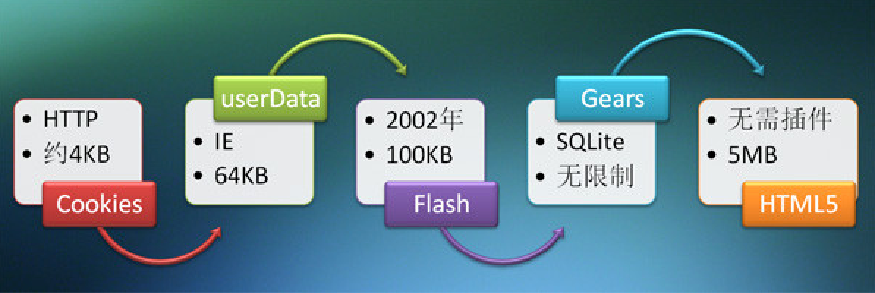 HTTP
约4KB
Cookies
userData
IE
64KB
2002年
100KB
Flash
Gears
SQLite
无限制
无需插件
5MB
HTML5